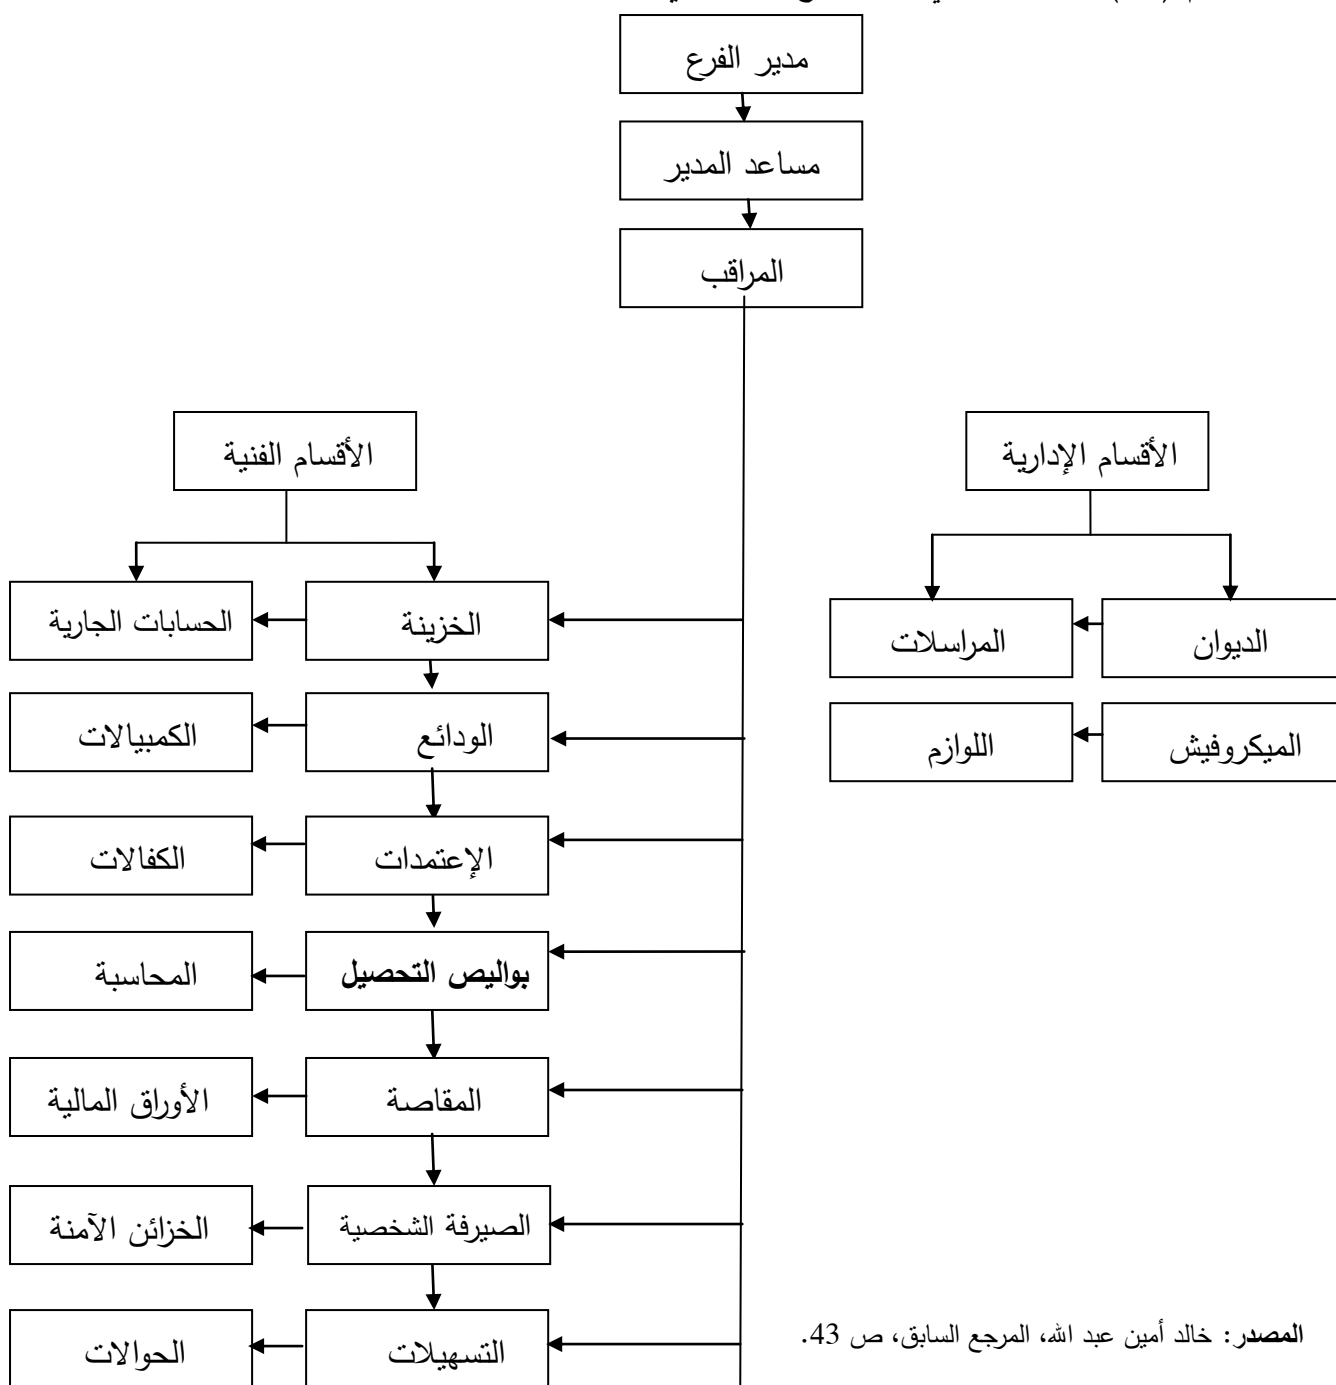 مدير الفرع
مساعد المدير
المراقب
الأقسام الإدارية
الأقسام الفنية
الديوان
المراسلات
الميكروفيش
اللوازم
الخزينة
الحسابات الجارية
الودائع
الكمبيالات
الإعتمدات
الكفالات
بواليص التحصيل
المحاسبة
المقاصة
الأوراق المالية
الصيرفة الشخصية
الخزائن الآمنة
التسهيلات
الحوالات
المصدر: خالد أمين عبد الله، المرجع السابق، ص 43.